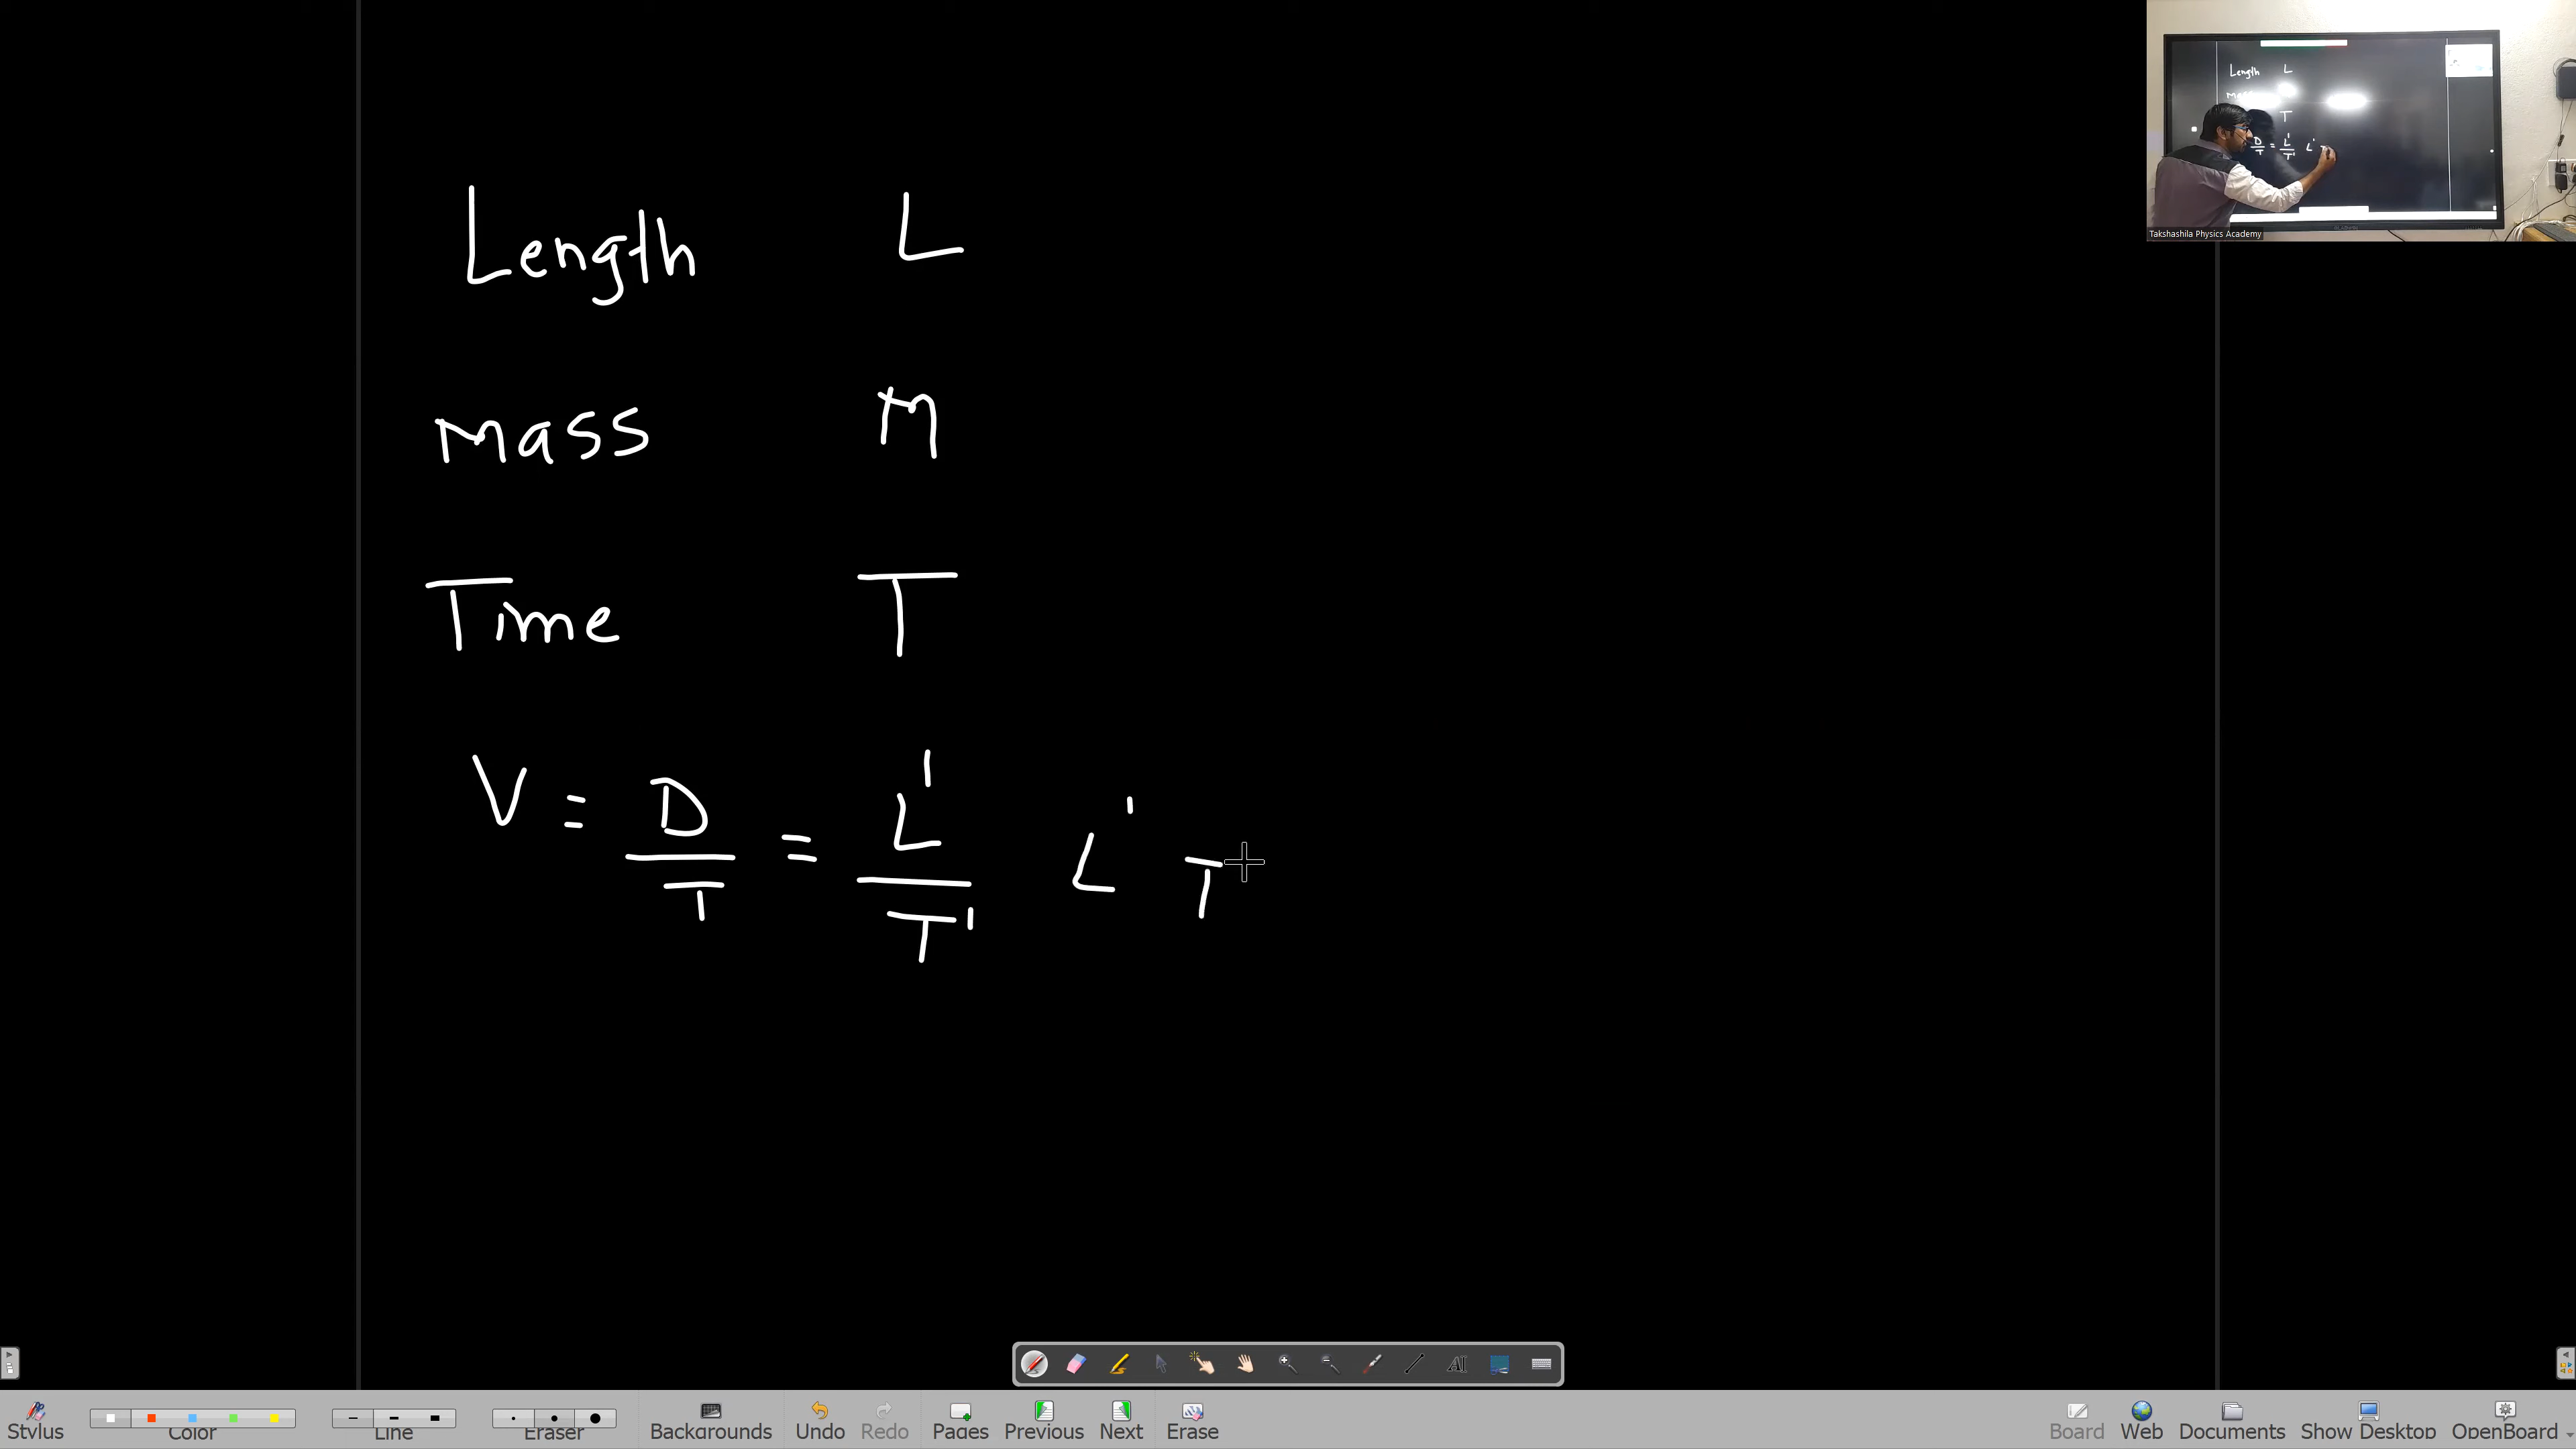 Length L
Mass M
Time T
V = D/T = L¹/T¹ L¹ T
Takshashila Physics Academy
Stylus Color Line Eraser Backgrounds Undo Redo Pages Previous Next Erase Board Web Documents Show Desktop OpenBoard